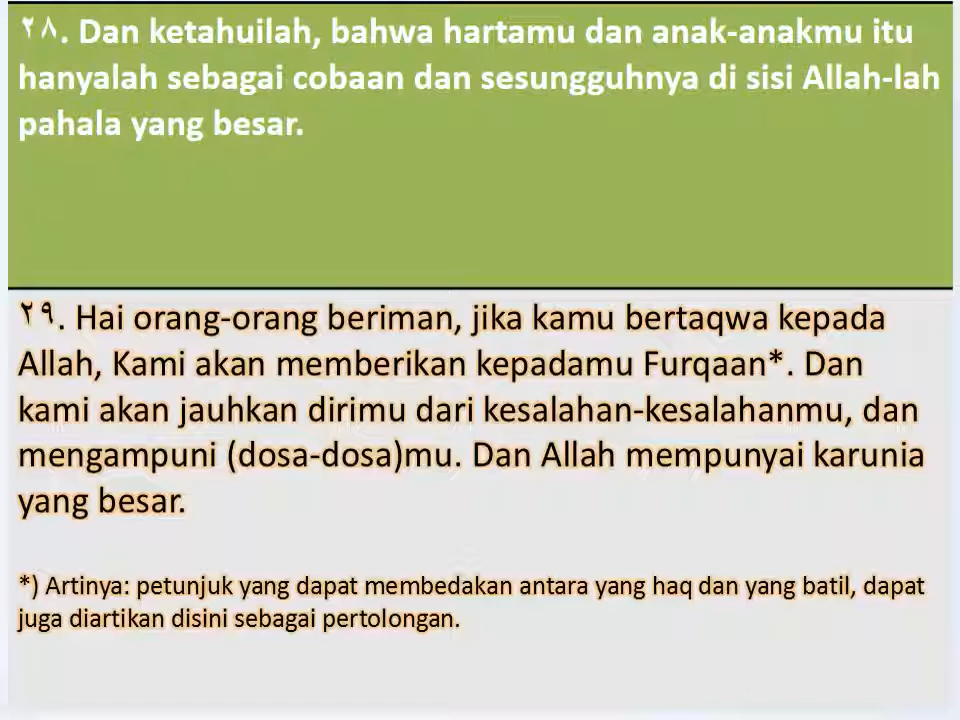 ٢٨. Dan ketahuilah, bahwa hartamu dan anak-anakmu itu
hanyalah sebagai cobaan dan sesungguhnya di sisi Allah-lah
pahala yang besar.
٢٩. Hai orang-orang beriman, jika kamu bertaqwa kepada
Allah, Kami akan memberikan kepadamu Furqaan*. Dan
kami akan jauhkan dirimu dari kesalahan-kesalahanmu, dan
mengampuni (dosa-dosa)mu. Dan Allah mempunyai karunia
yang besar.
*) Artinya: petunjuk yang dapat membedakan antara yang haq dan yang batil, dapat
juga diartikan disini sebagai pertolongan.